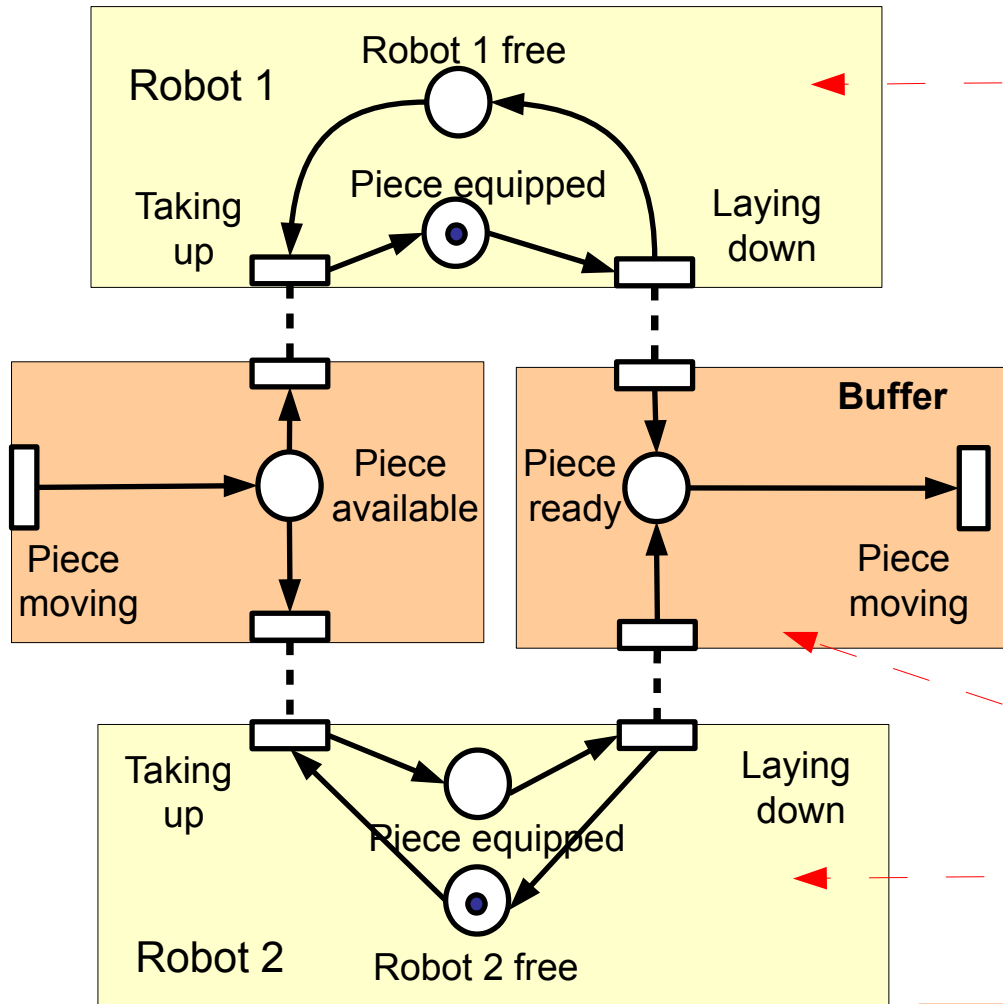 Robot 1 free
Robot 1
Piece equipped
Taking
up
Laying
down
Buffer
Piece
available
Piece
ready
Piece
moving
Piece
moving
Taking
up
Piece equipped
Laying
down
Robot 2
Robot 2 free